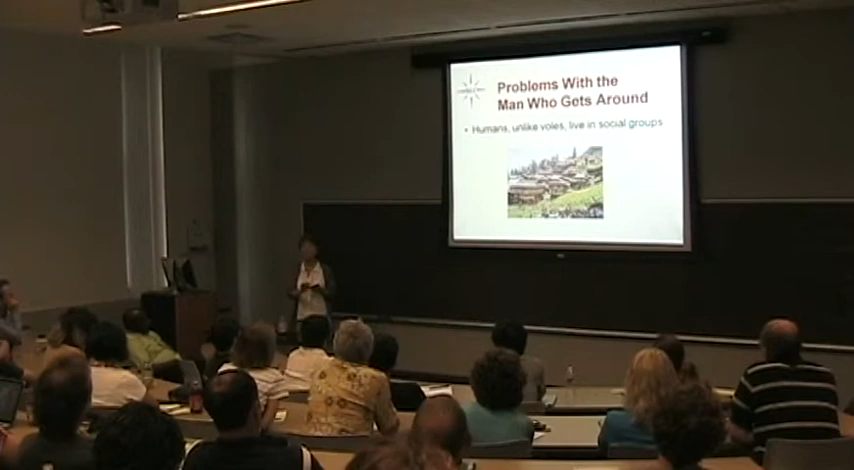 Problems With the
Man Who Gets Around
• Humans, unlike voles, live in social groups